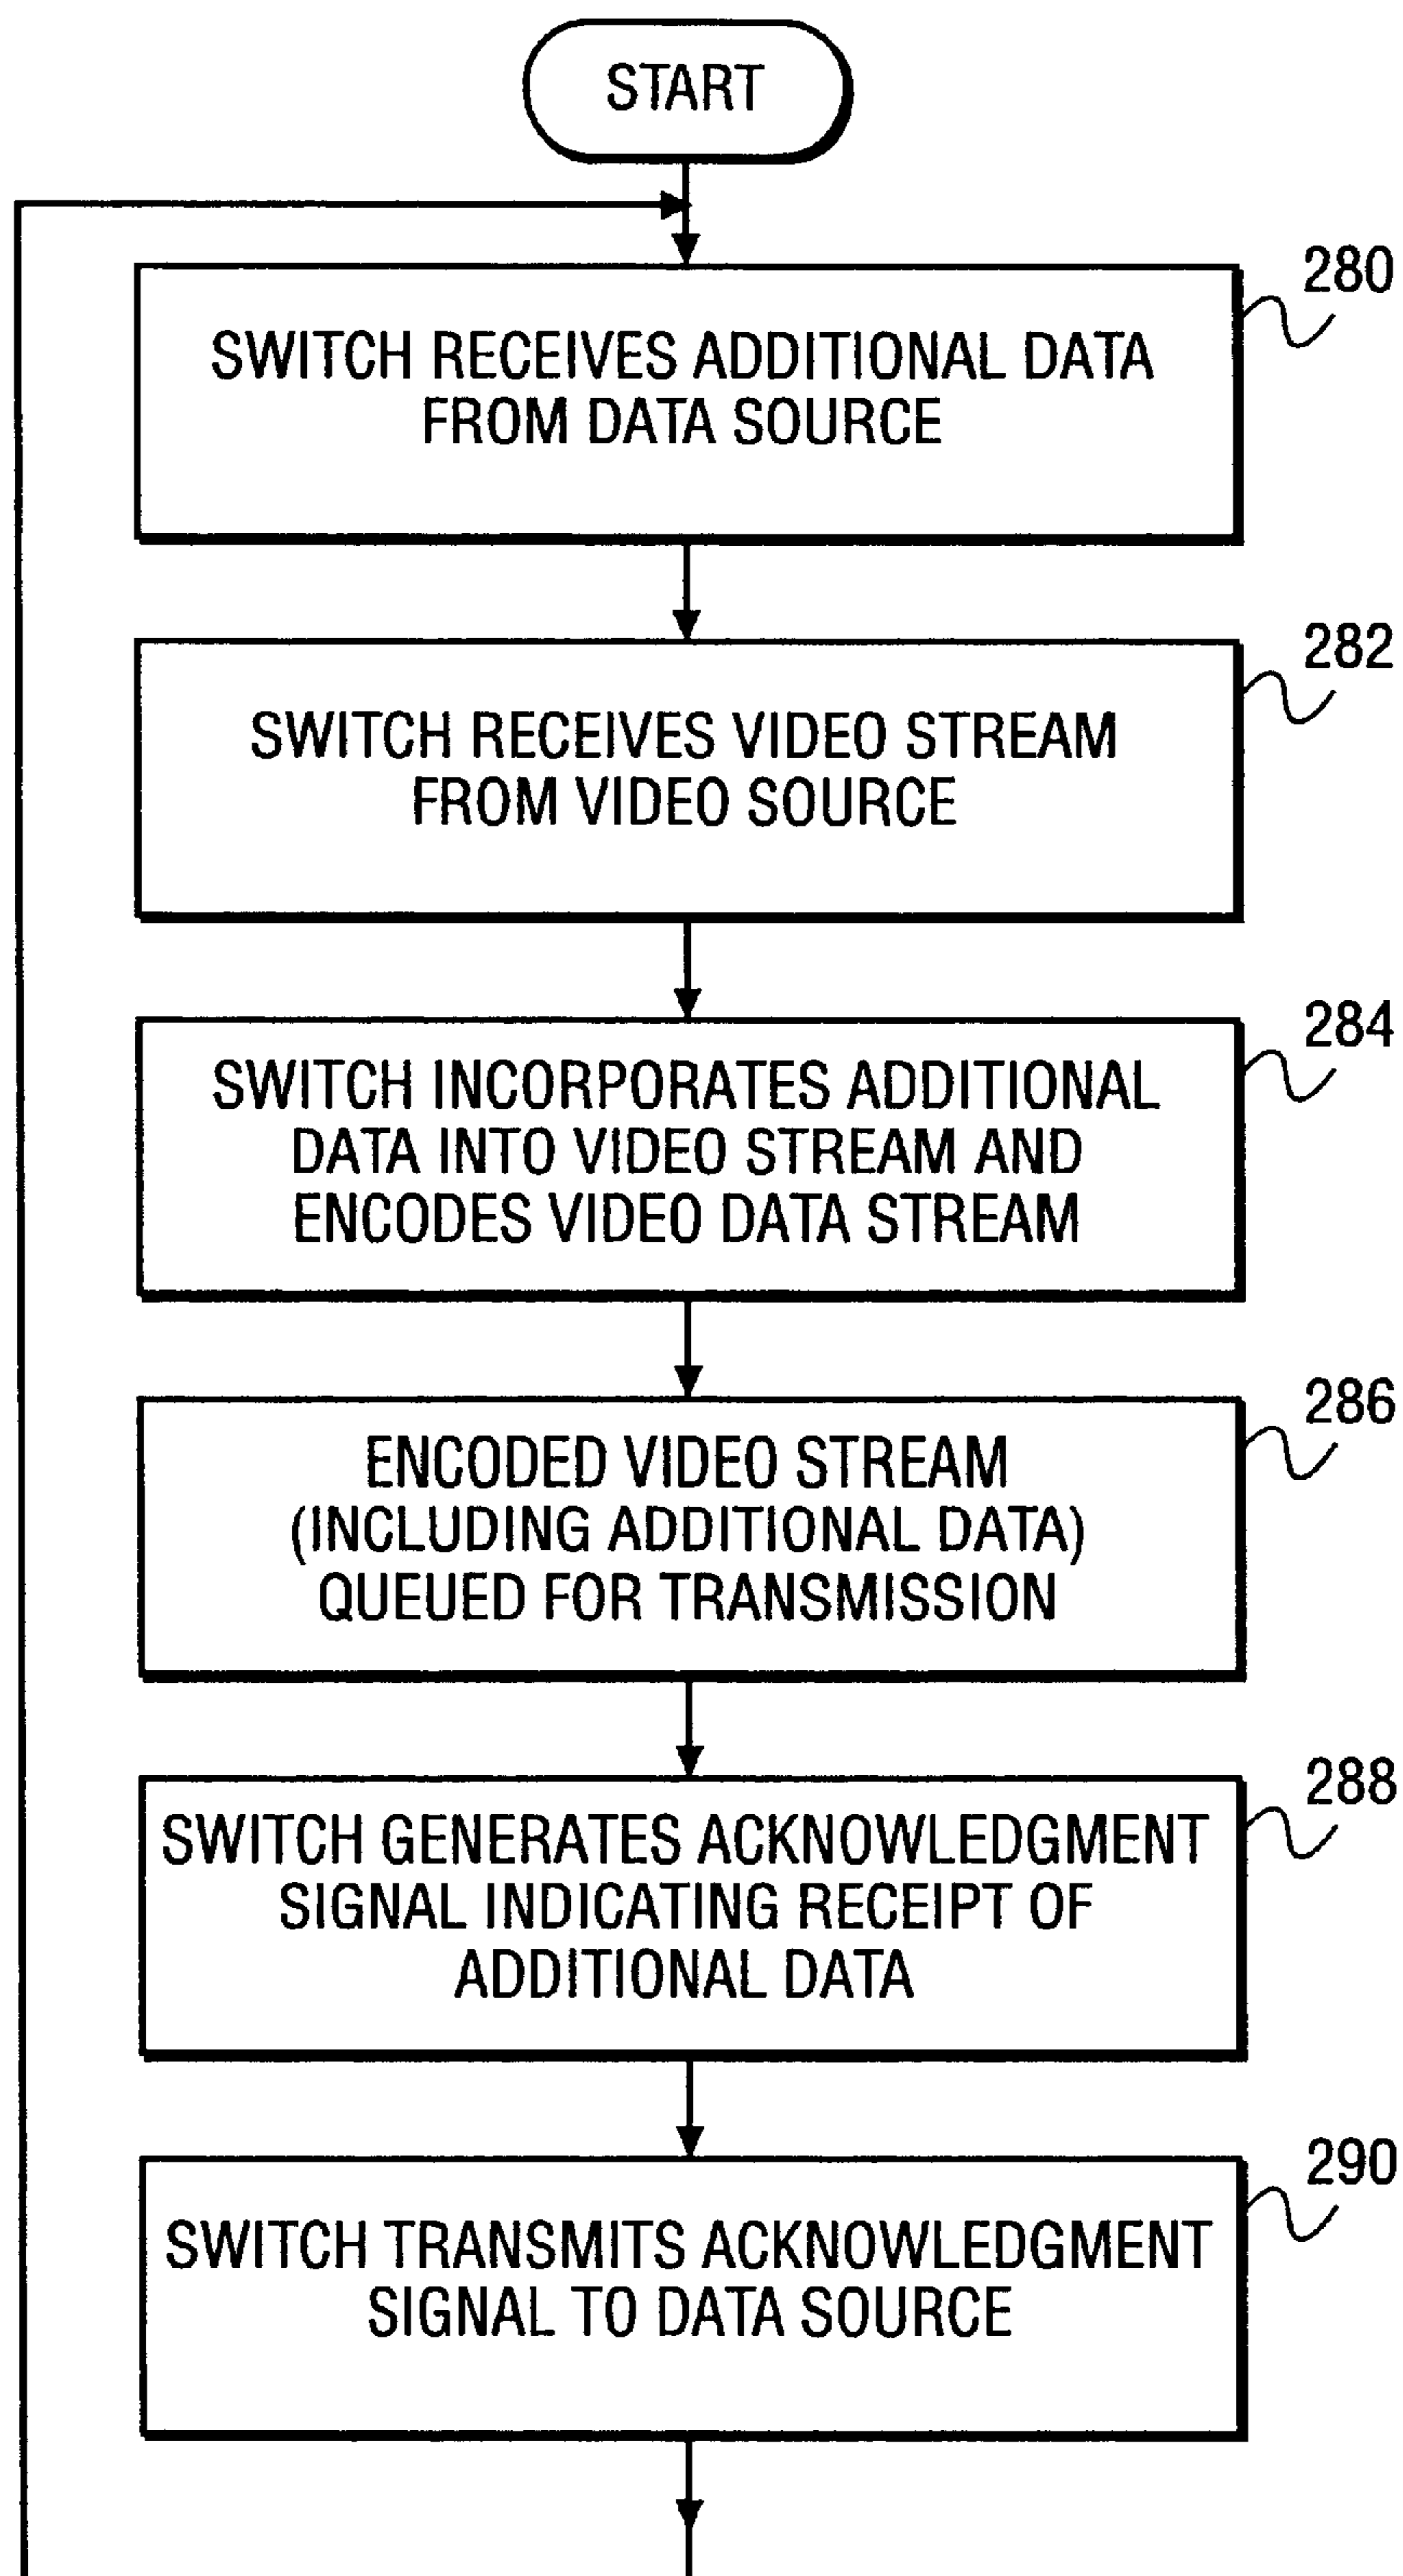 START
280
SWITCH RECEIVES ADDITIONAL DATA
FROM DATA SOURCE
282
SWITCH RECEIVES VIDEO STREAM
FROM VIDEO SOURCE
284
SWITCH INCORPORATES ADDITIONAL
DATA INTO VIDEO STREAM AND
ENCODES VIDEO DATA STREAM
286
ENCODED VIDEO STREAM
(INCLUDING ADDITIONAL DATA)
QUEUED FOR TRANSMISSION
288
SWITCH GENERATES ACKNOWLEDGMENT
SIGNAL INDICATING RECEIPT OF
ADDITIONAL DATA
290
SWITCH TRANSMITS ACKNOWLEDGMENT
SIGNAL TO DATA SOURCE